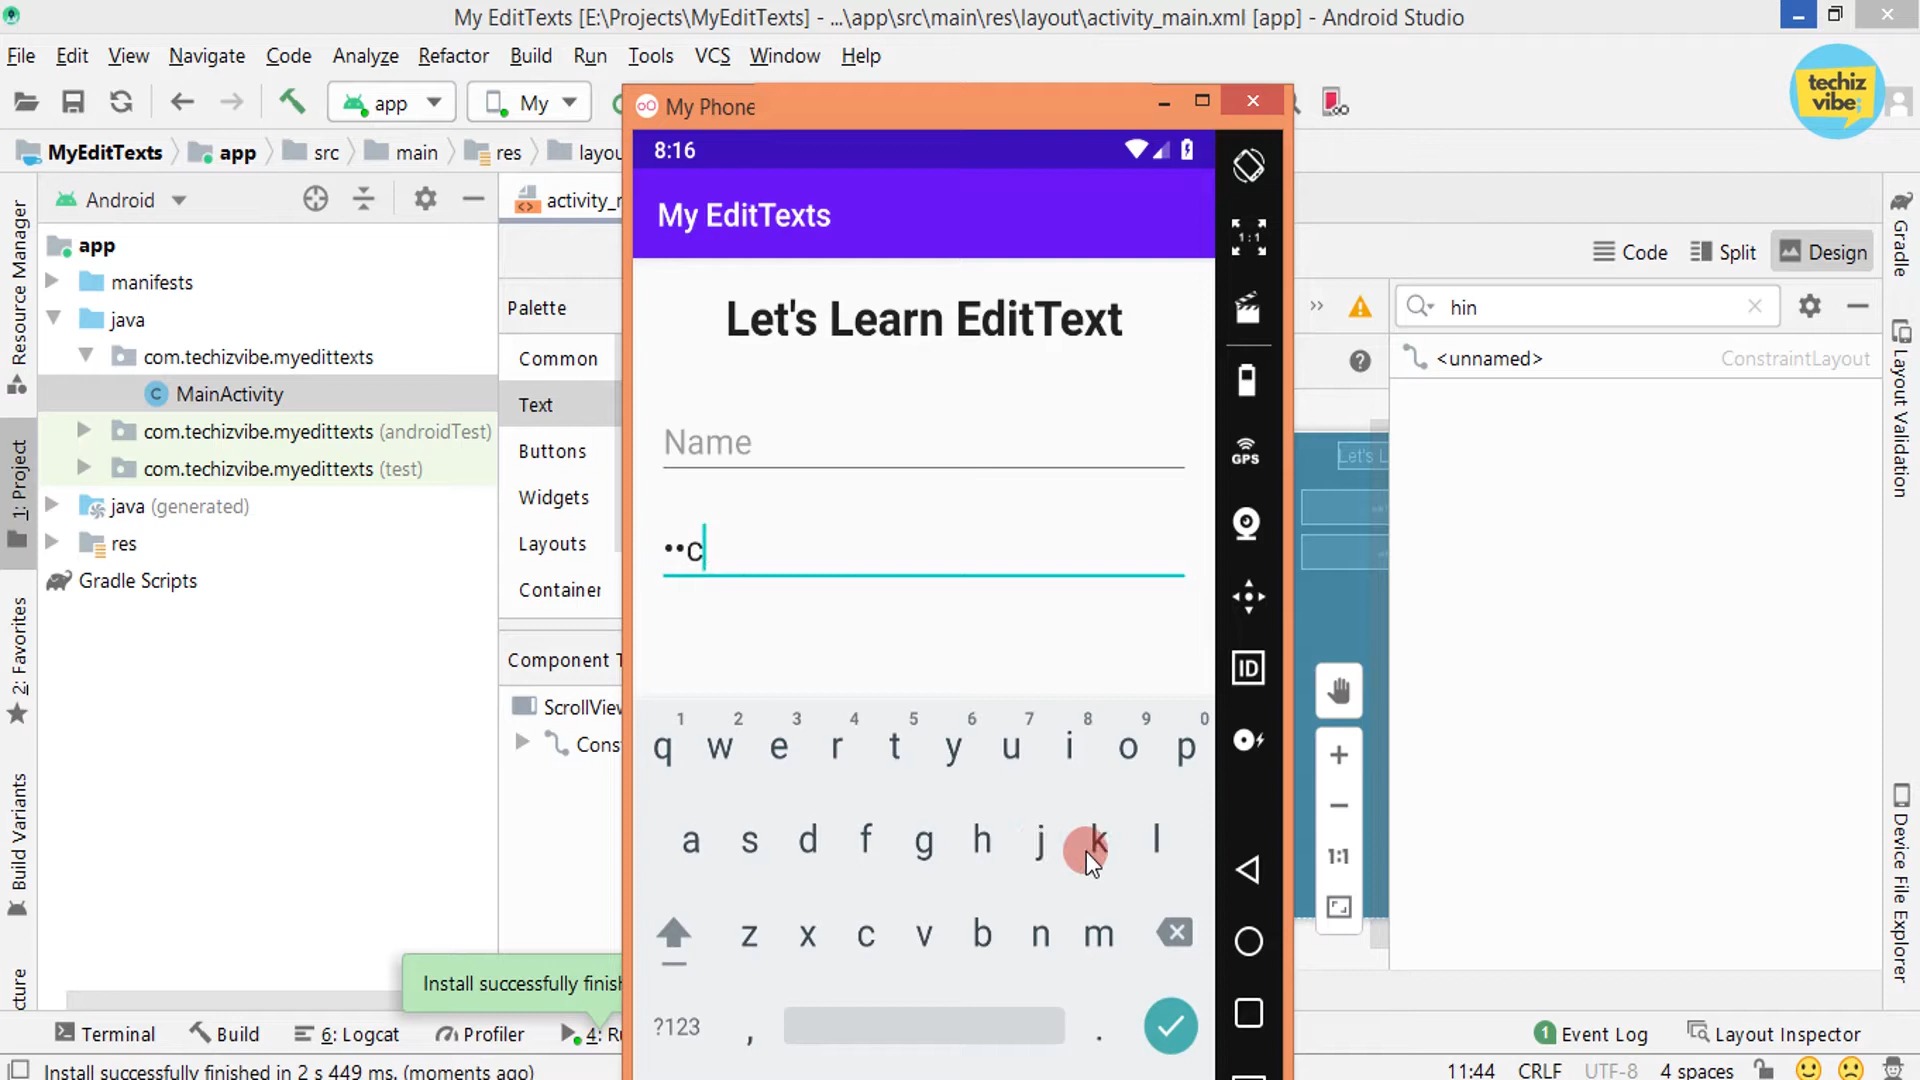 My EditTexts [E:\Projects\MyEditTexts] - ...\app\src\main\res\layout\activity_main.xml [app] - Android Studio
File Edit View Navigate Code Analyze Refactor Build Run Tools VCS Window Help
techiz
vibe;
app
My
My Phone
MyEditTexts app src main res layou
8:16
Android
activity_r
My EditTexts
app
manifests
java
com.techizvibe.myedittexts
MainActivity
com.techizvibe.myedittexts (androidTest)
com.techizvibe.myedittexts (test)
java (generated)
res
Gradle Scripts
Resource Manager
1: Project
2: Favorites
Build Variants
cture
Palette
Common
Text
Buttons
Widgets
Layouts
Container
Component T
ScrollView
Cons
Let's Learn EditText
Name
••c
1 2 3 4 5 6 7 8 9 0
q w e r t y u i o p
a s d f g h j k l
z x c v b n m
?123 , .
1:1
GPS
ID
Code Split Design
hin
<unnamed> ConstraintLayout
Let's L
1:1
Gradle
Layout Validation
Device File Explorer
Install successfully finish
Terminal Build 6: Logcat Profiler 4: Ru
1 Event Log Layout Inspector
Install successfully finished in 2 s 449 ms. (moments ago)
11:44 CRLF UTF-8 4 spaces